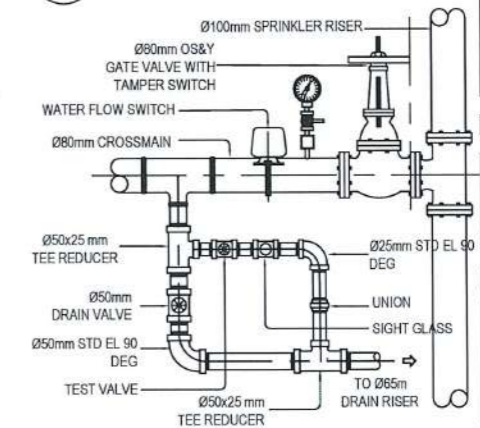 Ø100mm SPRINKLER RISER
Ø80mm OS&Y
GATE VALVE WITH
TAMPER SWITCH
WATER FLOW SWITCH
Ø80mm CROSSMAIN
Ø50x25 mm
TEE REDUCER
Ø25mm STD EL 90
DEG
Ø50mm
DRAIN VALVE
UNION
SIGHT GLASS
Ø50mm STD EL 90
DEG
TEST VALVE
Ø50x25 mm
TEE REDUCER
TO Ø65m
DRAIN RISER